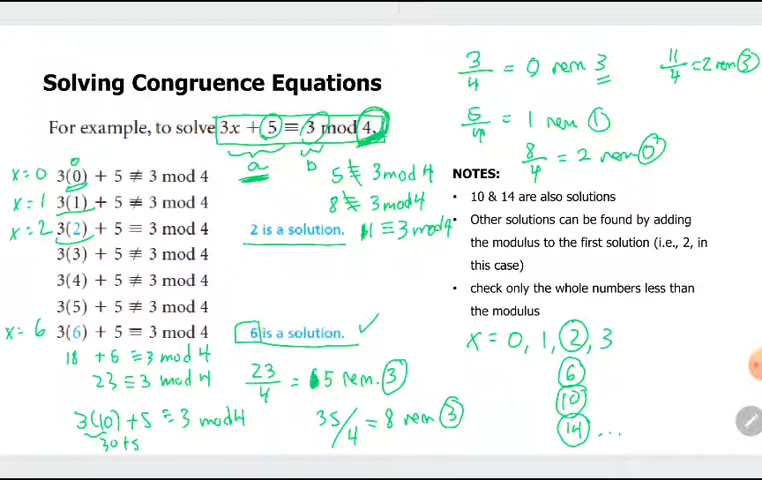 Solving Congruence Equations
For example, to solve 3x + 5 ≡ 3 mod 4,
a b
x=0 3(0) + 5 ≢ 3 mod 4
0
x=1 3(1) + 5 ≢ 3 mod 4
x=2 3(2) + 5 ≡ 3 mod 4 2 is a solution.
3(3) + 5 ≢ 3 mod 4
3(4) + 5 ≢ 3 mod 4
3(5) + 5 ≢ 3 mod 4
x=6 3(6) + 5 ≡ 3 mod 4 6 is a solution. ✓
18 + 5 ≡ 3 mod 4
23 ≡ 3 mod 4
3(10) + 5 ≡ 3 mod 4
30+5
5 ≢ 3 mod 4
8 ≢ 3 mod 4
11 ≡ 3 mod 4
23/4 = 5 rem. 3
35/4 = 8 rem 3
3/4 = 0 rem 3
11/4 = 2 rem 3
5/4 = 1 rem 1
8/4 = 2 rem 0
NOTES:
• 10 & 14 are also solutions
• Other solutions can be found by adding
the modulus to the first solution (i.e., 2, in
this case)
• check only the whole numbers less than
the modulus
x = 0, 1, 2, 3
6
10
14 ...